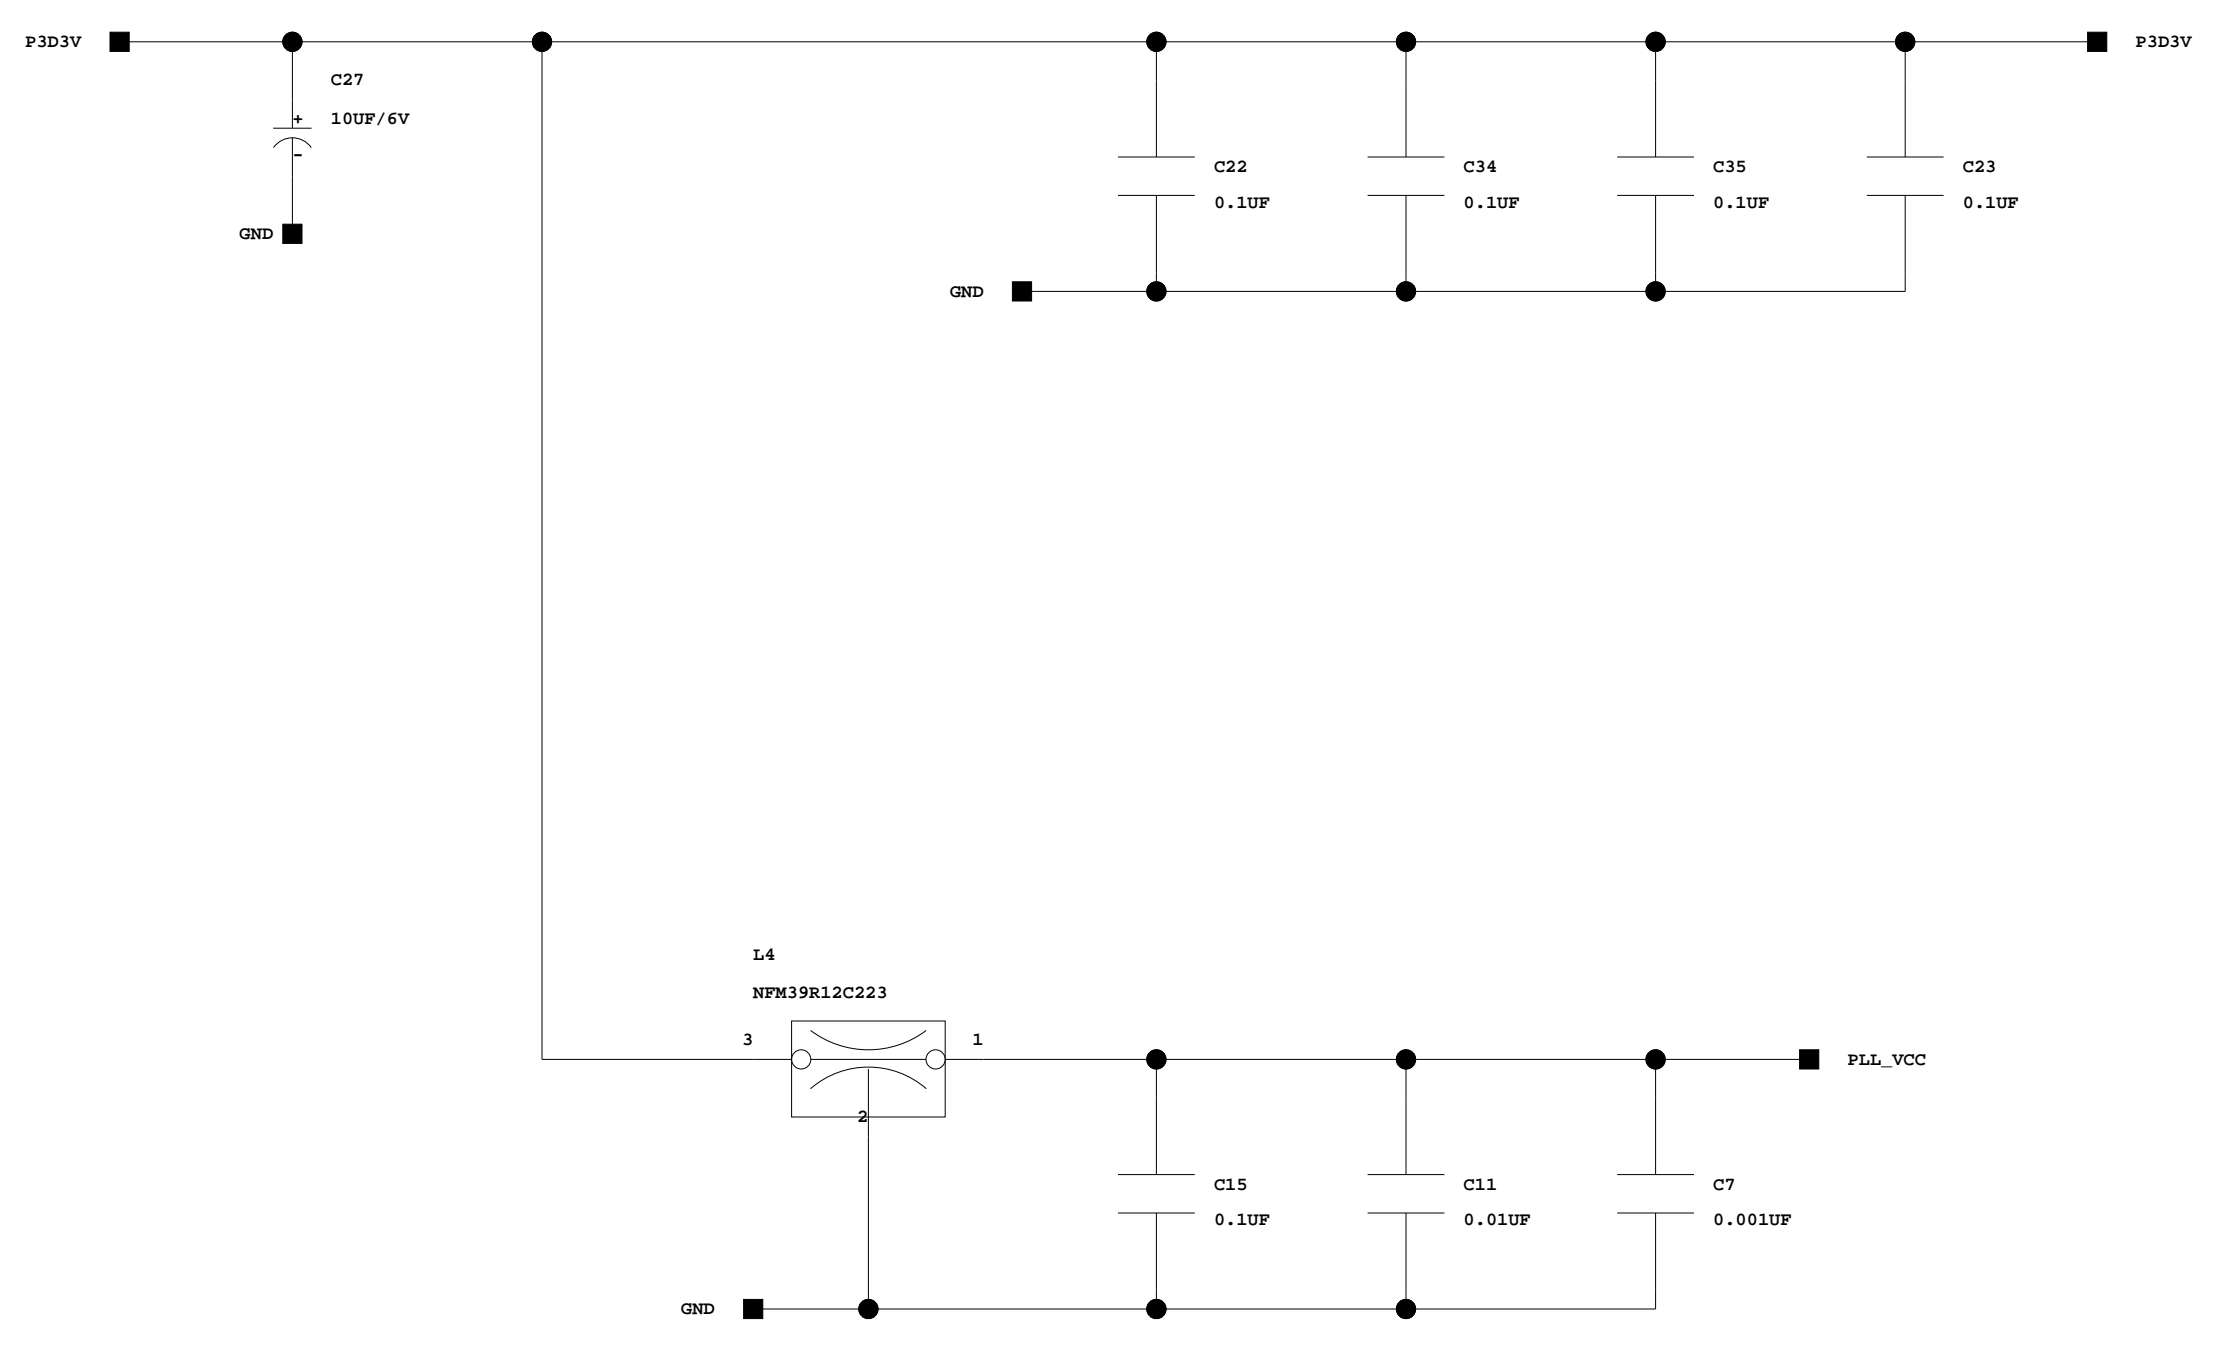 P3D3V
P3D3V
C27
+
10UF/6V
-
GND
C22
0.1UF
C34
0.1UF
C35
0.1UF
C23
0.1UF
GND
L4
NFM39R12C223
3
1
2
PLL_VCC
C15
0.1UF
C11
0.01UF
C7
0.001UF
GND